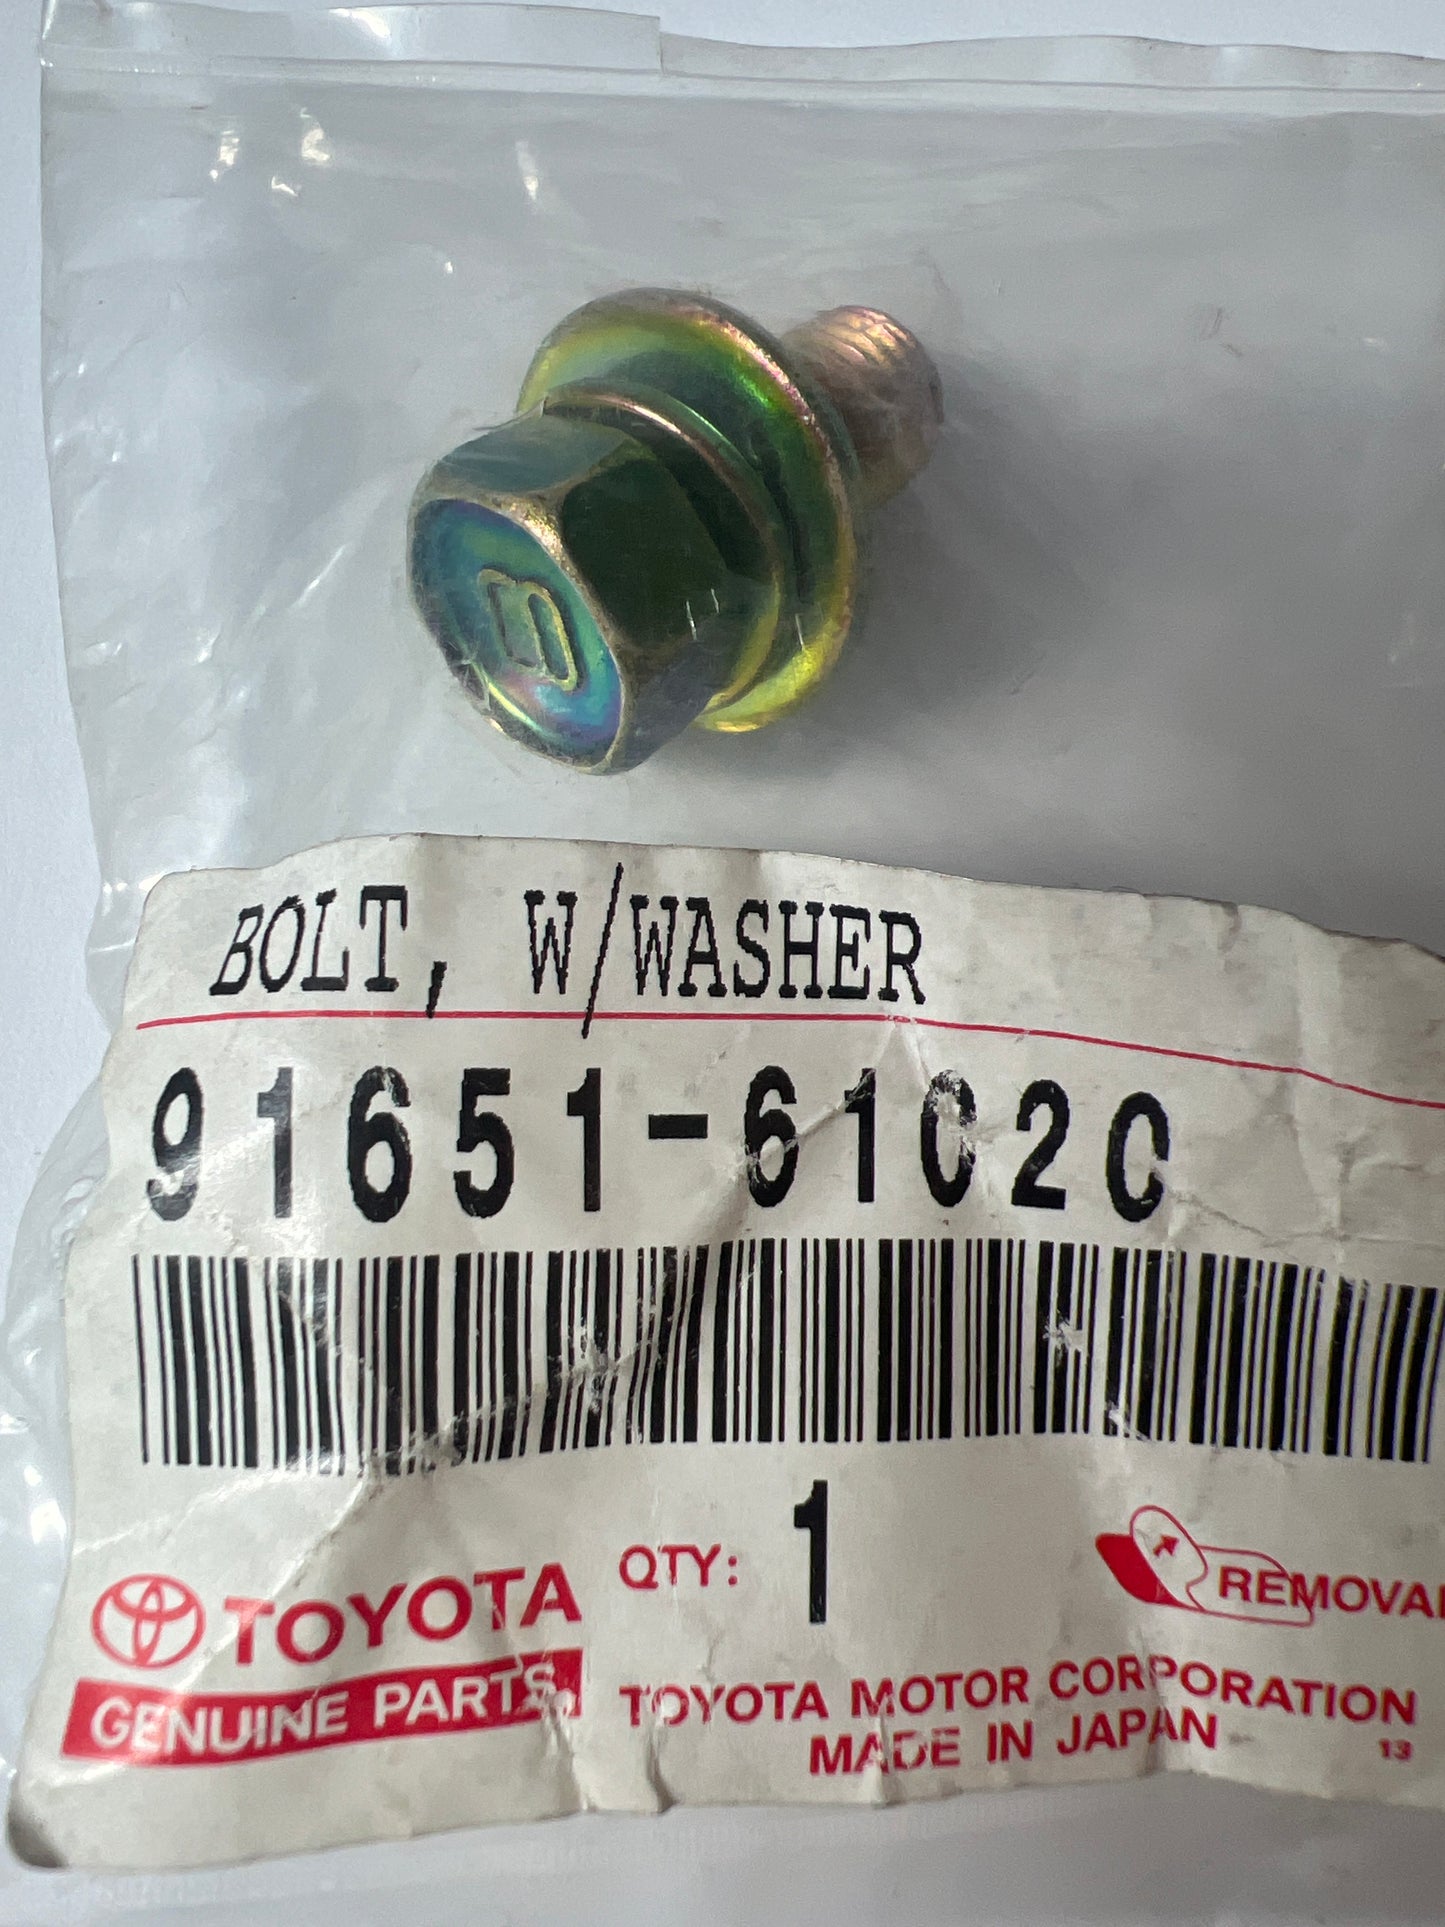 B
BOLT, W/WASHER
91651-61020
QTY: 1
TOYOTA
GENUINE PARTS
TOYOTA MOTOR CORPORATION
MADE IN JAPAN
13